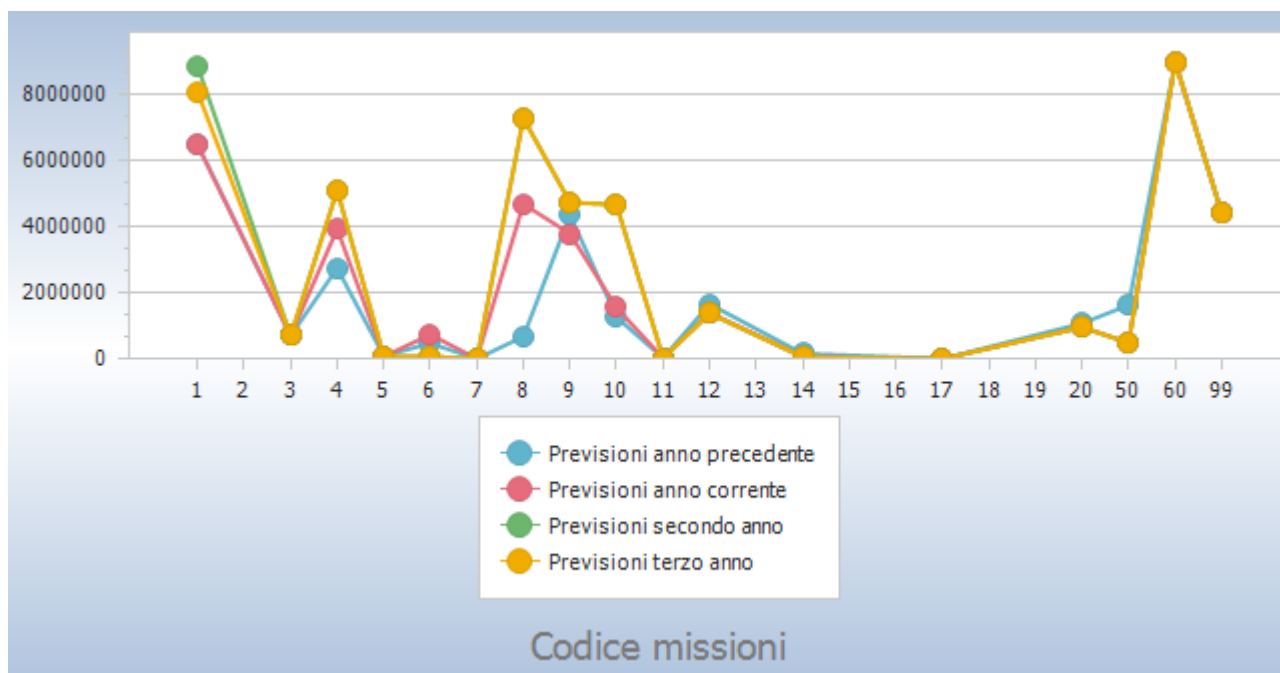 8000000
6000000
4000000
2000000
0
1 2 3 4 5 6 7 8 9 10 11 12 13 14 15 16 17 18 19 20 50 60 99
Previsioni anno precedente
Previsioni anno corrente
Previsioni secondo anno
Previsioni terzo anno
Codice missioni